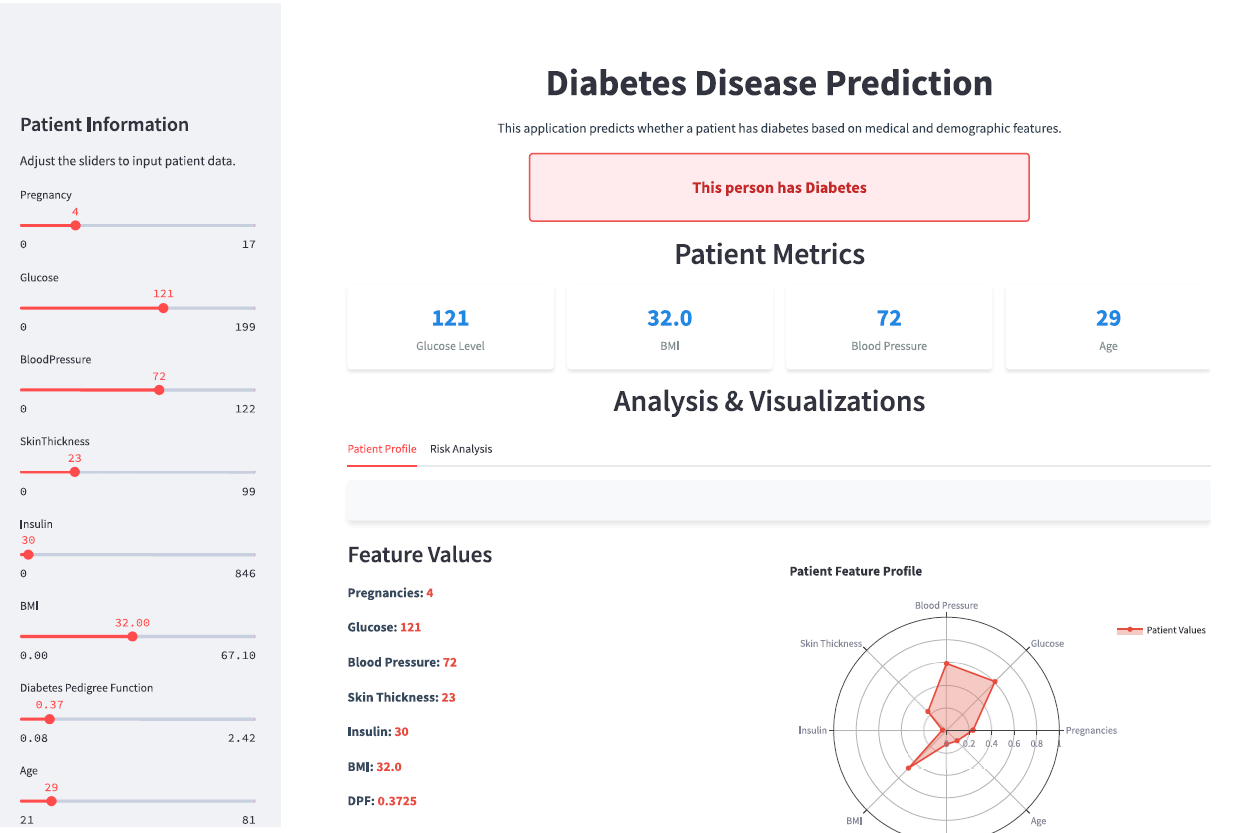 Patient Information
Adjust the sliders to input patient data.
Pregnancy
4
0 17
Glucose
121
0 199
BloodPressure
72
0 122
SkinThickness
23
0 99
Insulin
30
0 846
BMI
32.00
0.00 67.10
Diabetes Pedigree Function
0.37
0.08 2.42
Age
29
21 81
Diabetes Disease Prediction
This application predicts whether a patient has diabetes based on medical and demographic features.
This person has Diabetes
Patient Metrics
121
Glucose Level
32.0
BMI
72
Blood Pressure
29
Age
Analysis & Visualizations
Patient Profile Risk Analysis
Feature Values
Pregnancies: 4
Glucose: 121
Blood Pressure: 72
Skin Thickness: 23
Insulin: 30
BMI: 32.0
DPF: 0.3725
Patient Feature Profile
Blood Pressure
Patient Values
Skin Thickness Glucose
Insulin Pregnancies
0 0.2 0.4 0.6 0.8 1
BMI Age